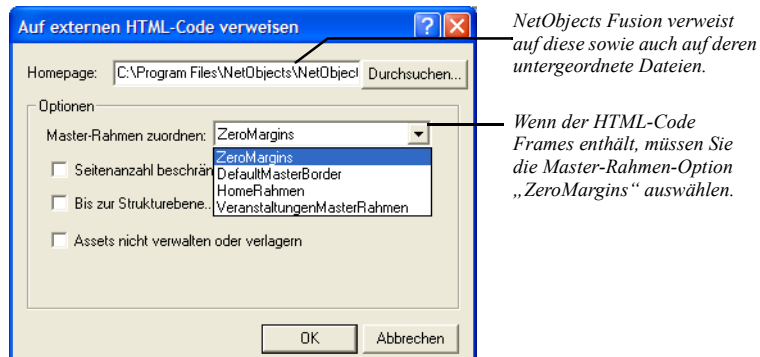 Auf externen HTML-Code verweisen
Homepage: C:\Program Files\NetObjects\NetObject Durchsuchen...
Optionen
Master-Rahmen zuordnen: ZeroMargins
ZeroMargins
DefaultMasterBorder
HomeRahmen
VeranstaltungenMasterRahmen
Seitenanzahl beschrän
Bis zur Strukturebene..
Assets nicht verwalten oder verlagern
OK Abbrechen
NetObjects Fusion verweist
auf diese sowie auch auf deren
untergeordnete Dateien.
Wenn der HTML-Code
Frames enthält, müssen Sie
die Master-Rahmen-Option
„ZeroMargins“ auswählen.